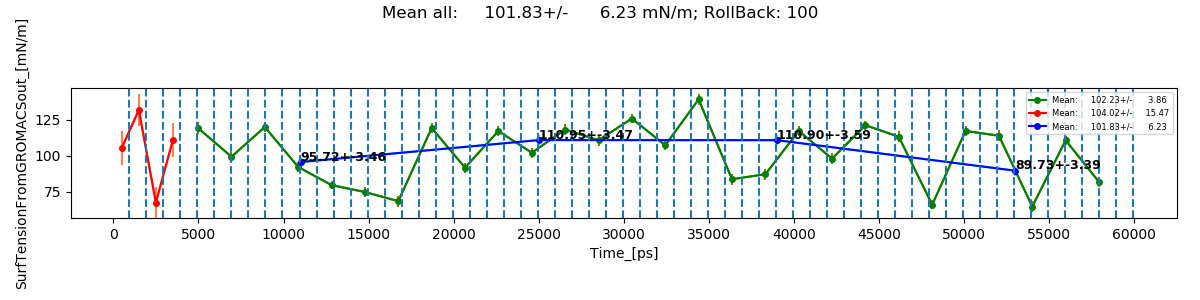 Mean all: 101.83+/- 6.23 mN/m; RollBack: 100
SurfTensionFromGROMACSout_[mN/m]
125
100
75
Mean: 102.23+/- 3.86
Mean: 104.02+/- 15.47
Mean: 101.83+/- 6.23
95.72+-3.46
110.95+-3.47
110.90+-3.59
89.73+-3.39
0 5000 10000 15000 20000 25000 30000 35000 40000 45000 50000 55000 60000
Time_[ps]